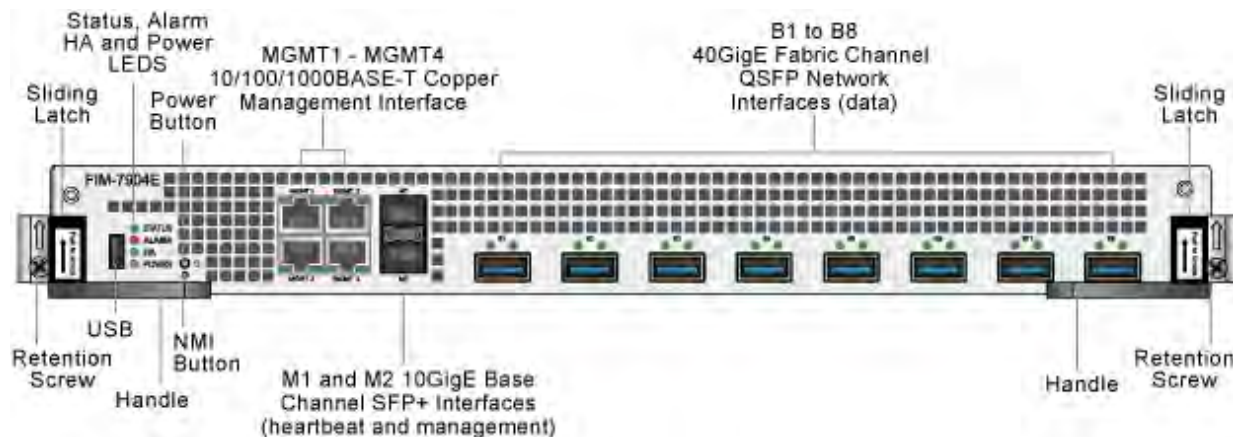 Status, Alarm
HA and Power
LEDS
MGMT1 - MGMT4
10/100/1000BASE-T Copper
Management Interface
B1 to B8
40GigE Fabric Channel
QSFP Network
Interfaces (data)
Sliding
Latch
Power
Button
Sliding
Latch
FIM-7904E
STATUS
ALARM
HA
POWER
MGMT 1
USB
NMI
Button
Retention
Screw
Handle
M1 and M2 10GigE Base
Channel SFP+ Interfaces
(heartbeat and management)
Handle
Retention
Screw